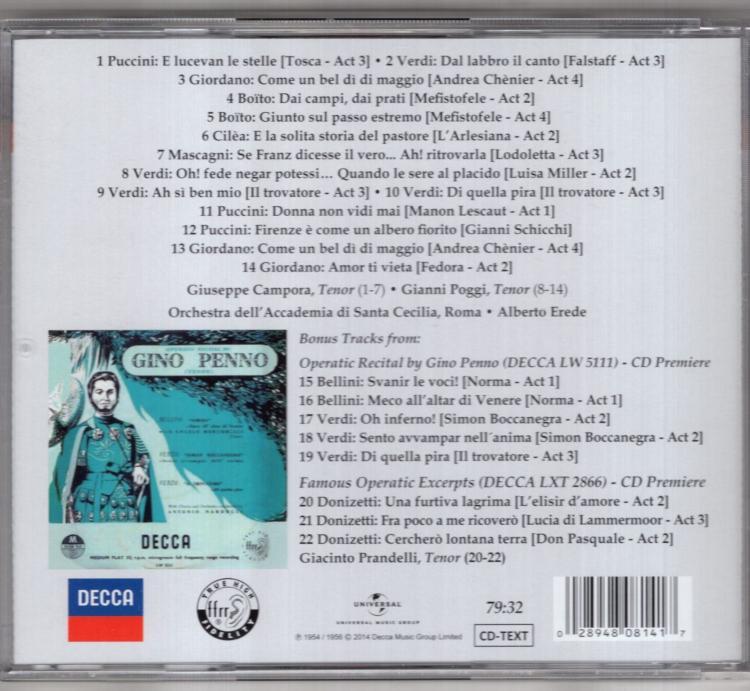 1 Puccini: E lucevan le stelle [Tosca - Act 3] • 2 Verdi: Dal labbro il canto [Falstaff - Act 3]
3 Giordano: Come un bel dì di maggio [Andrea Chènier - Act 4]
4 Boïto: Dai campi, dai prati [Mefistofele - Act 2]
5 Boïto: Giunto sul passo estremo [Mefistofele - Act 4]
6 Cilèa: E la solita storia del pastore [L'Arlesiana - Act 2]
7 Mascagni: Se Franz dicesse il vero... Ah! ritrovarla [Lodoletta - Act 3]
8 Verdi: Oh! fede negar potessi... Quando le sere al placido [Luisa Miller - Act 2]
9 Verdi: Ah si ben mio [Il trovatore - Act 3] • 10 Verdi: Di quella pira [Il trovatore - Act 3]
11 Puccini: Donna non vidi mai [Manon Lescaut - Act 1]
12 Puccini: Firenze è come un albero fiorito [Gianni Schicchi]
13 Giordano: Come un bel dì di maggio [Andrea Chènier - Act 4]
14 Giordano: Amor ti vieta [Fedora - Act 2]
Giuseppe Campora, Tenor (1-7) • Gianni Poggi, Tenor (8-14)
Orchestra dell'Accademia di Santa Cecilia, Roma • Alberto Erede
OPERATIC RECITAL BY
GINO PENNO
(TENOR)
BELLINI
VERDI
VERDI
DECCA
ffrr
Bonus Tracks from:
Operatic Recital by Gino Penno (DECCA LW 5111) - CD Premiere
15 Bellini: Svanir le voci! [Norma - Act 1]
16 Bellini: Meco all'altar di Venere [Norma - Act 1]
17 Verdi: Oh inferno! [Simon Boccanegra - Act 2]
18 Verdi: Sento avvampar nell'anima [Simon Boccanegra - Act 2]
19 Verdi: Di quella pira [Il trovatore - Act 3]
Famous Operatic Excerpts (DECCA LXT 2866) - CD Premiere
20 Donizetti: Una furtiva lagrima [L'elisir d'amore - Act 2]
21 Donizetti: Fra poco a me ricoverò [Lucia di Lammermoor - Act 3]
22 Donizetti: Cercherò lontana terra [Don Pasquale - Act 2]
Giacinto Prandelli, Tenor (20-22)
DECCA
TRUE HIGH
ffrr
FIDELITY
UNIVERSAL
UNIVERSAL MUSIC GROUP
℗ 1954 / 1956 © 2014 Decca Music Group Limited
79:32
CD-TEXT
0 28948 08141 7